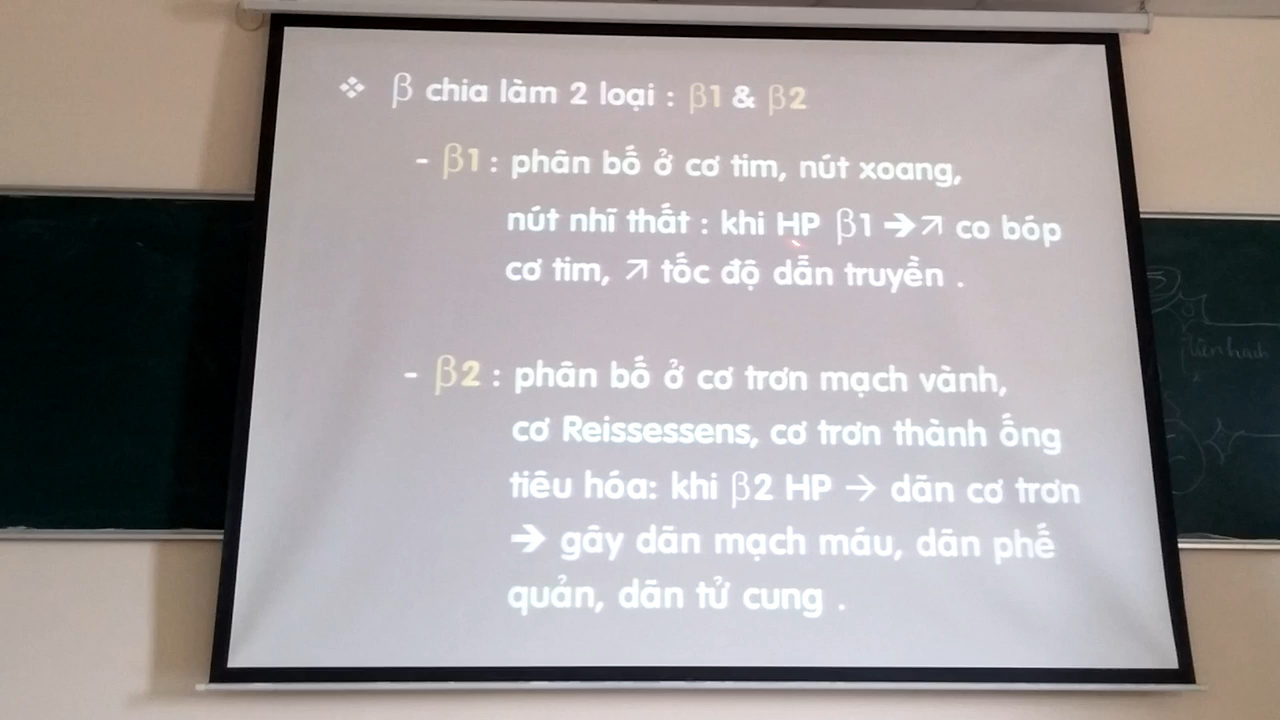 ❖ β chia làm 2 loại : β1 & β2
- β1 : phân bố ở cơ tim, nút xoang,
nút nhĩ thất : khi HP β1 ➔↗ co bóp
cơ tim, ↗ tốc độ dẫn truyền .
- β2 : phân bố ở cơ trơn mạch vành,
cơ Reissessens, cơ trơn thành ống
tiêu hóa: khi β2 HP → dãn cơ trơn
➔ gây dãn mạch máu, dãn phế
quản, dãn tử cung .